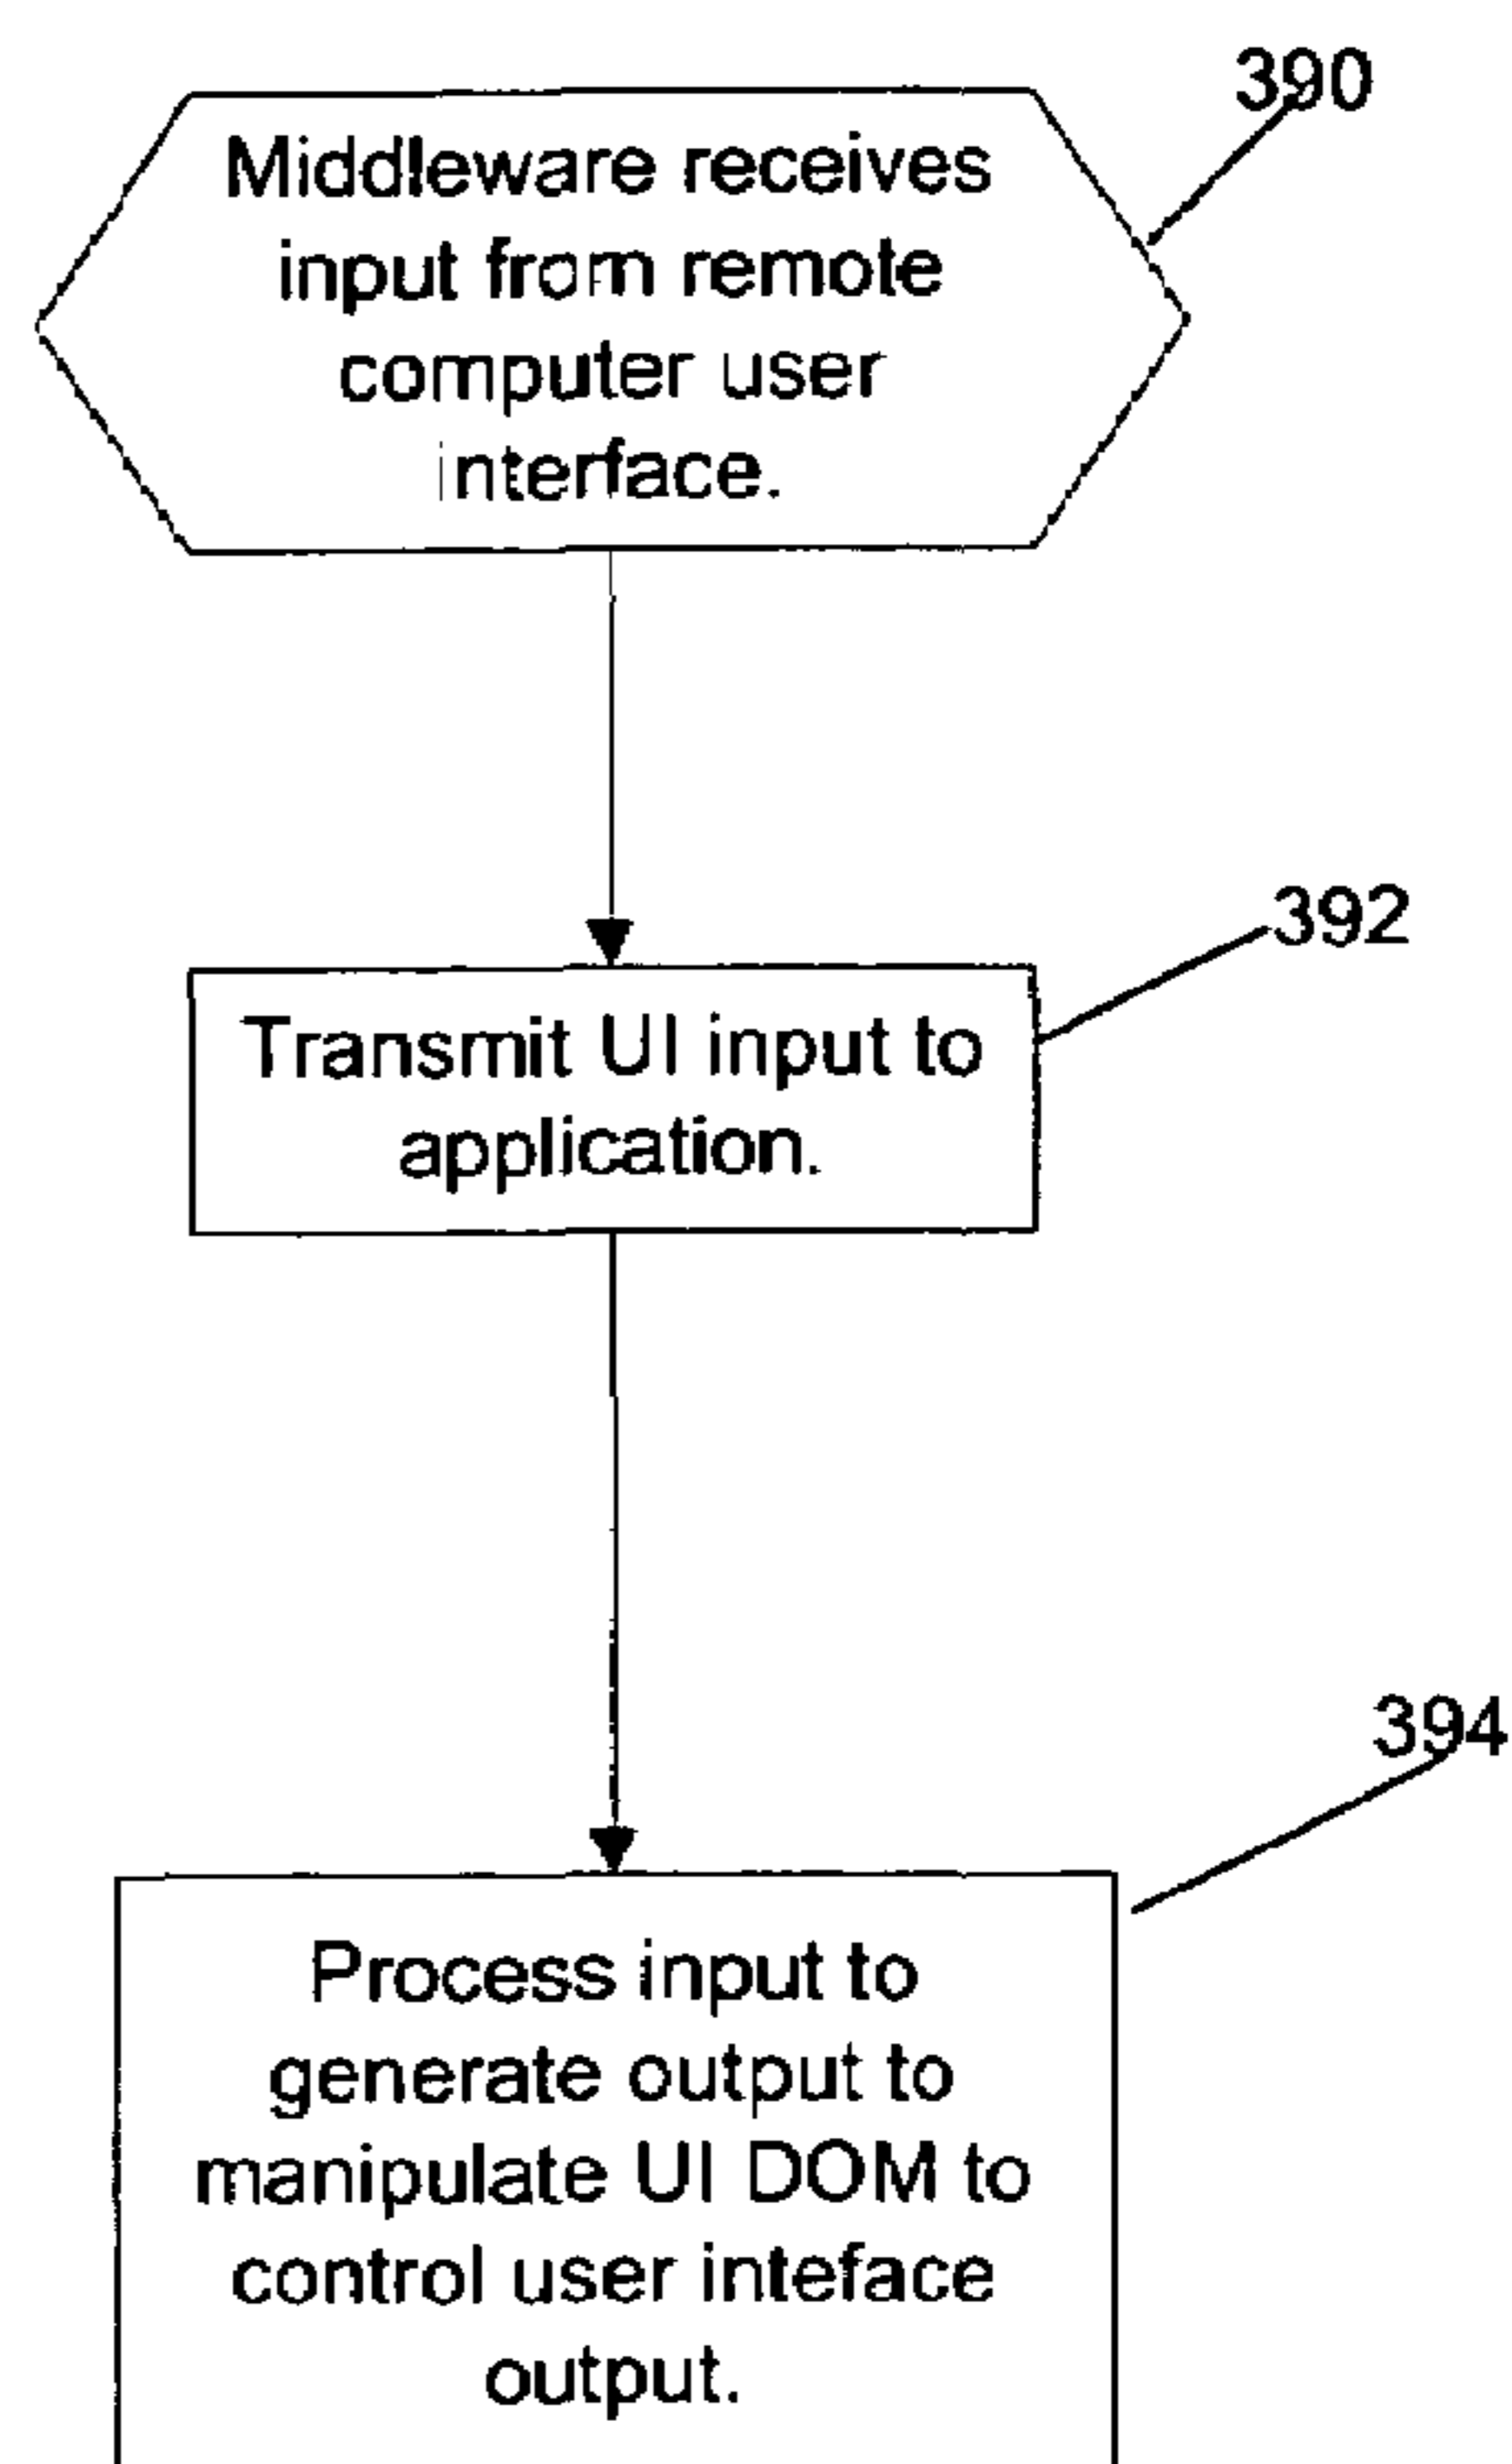 390
Middleware receives
input from remote
computer user
interface.
392
Transmit UI input to
application.
394
Process input to
generate output to
manipulate UI DOM to
control user inteface
output.